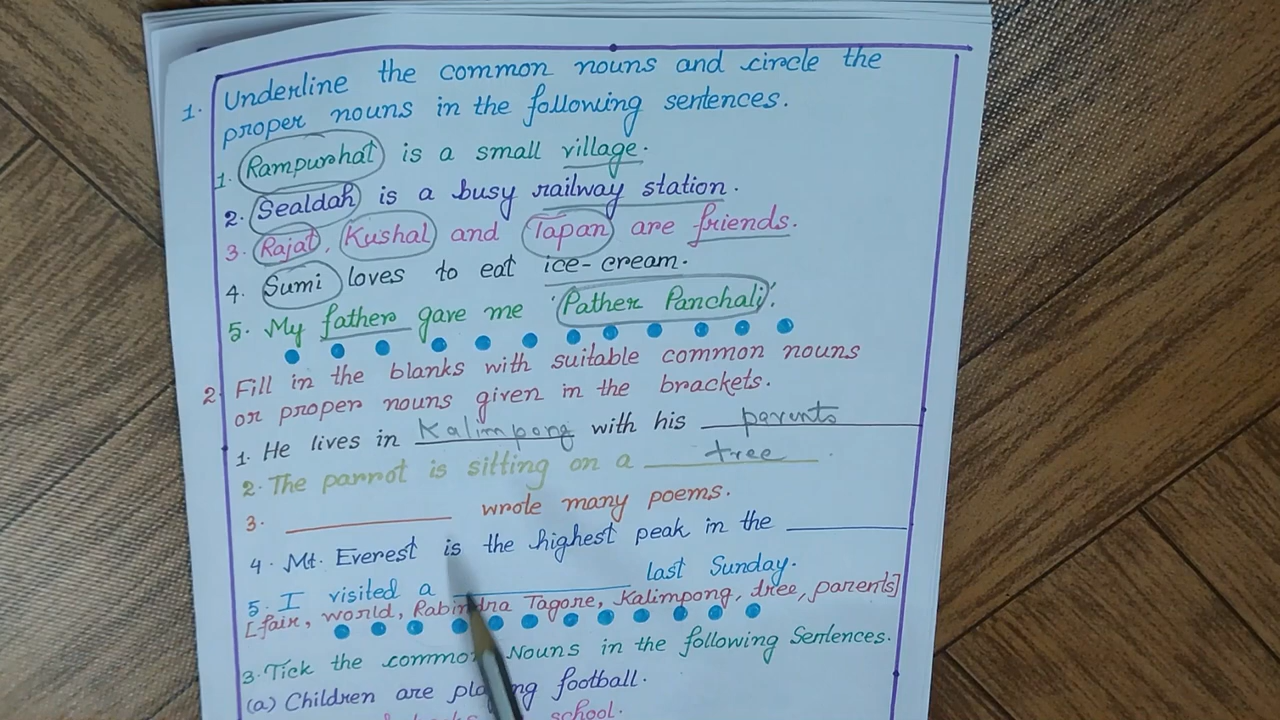 1. Underline the common nouns and circle the
proper nouns in the following sentences.
1. Rampurhat is a small village.
2. Sealdah is a busy railway station.
3. Rajat, Kushal and Tapan are friends.
4. Sumi loves to eat ice-cream.
5. My father gave me 'Pather Panchali'.
2. Fill in the blanks with suitable common nouns
or proper nouns given in the brackets.
1. He lives in Kalimpong with his parents
2. The parrot is sitting on a tree.
3. wrote many poems.
4. Mt. Everest is the highest peak in the
5. I visited a last Sunday.
[fair, world, Rabindra Tagore, Kalimpong, tree, parents]
3. Tick the common Nouns in the following Sentences.
(a) Children are playing football.
school.